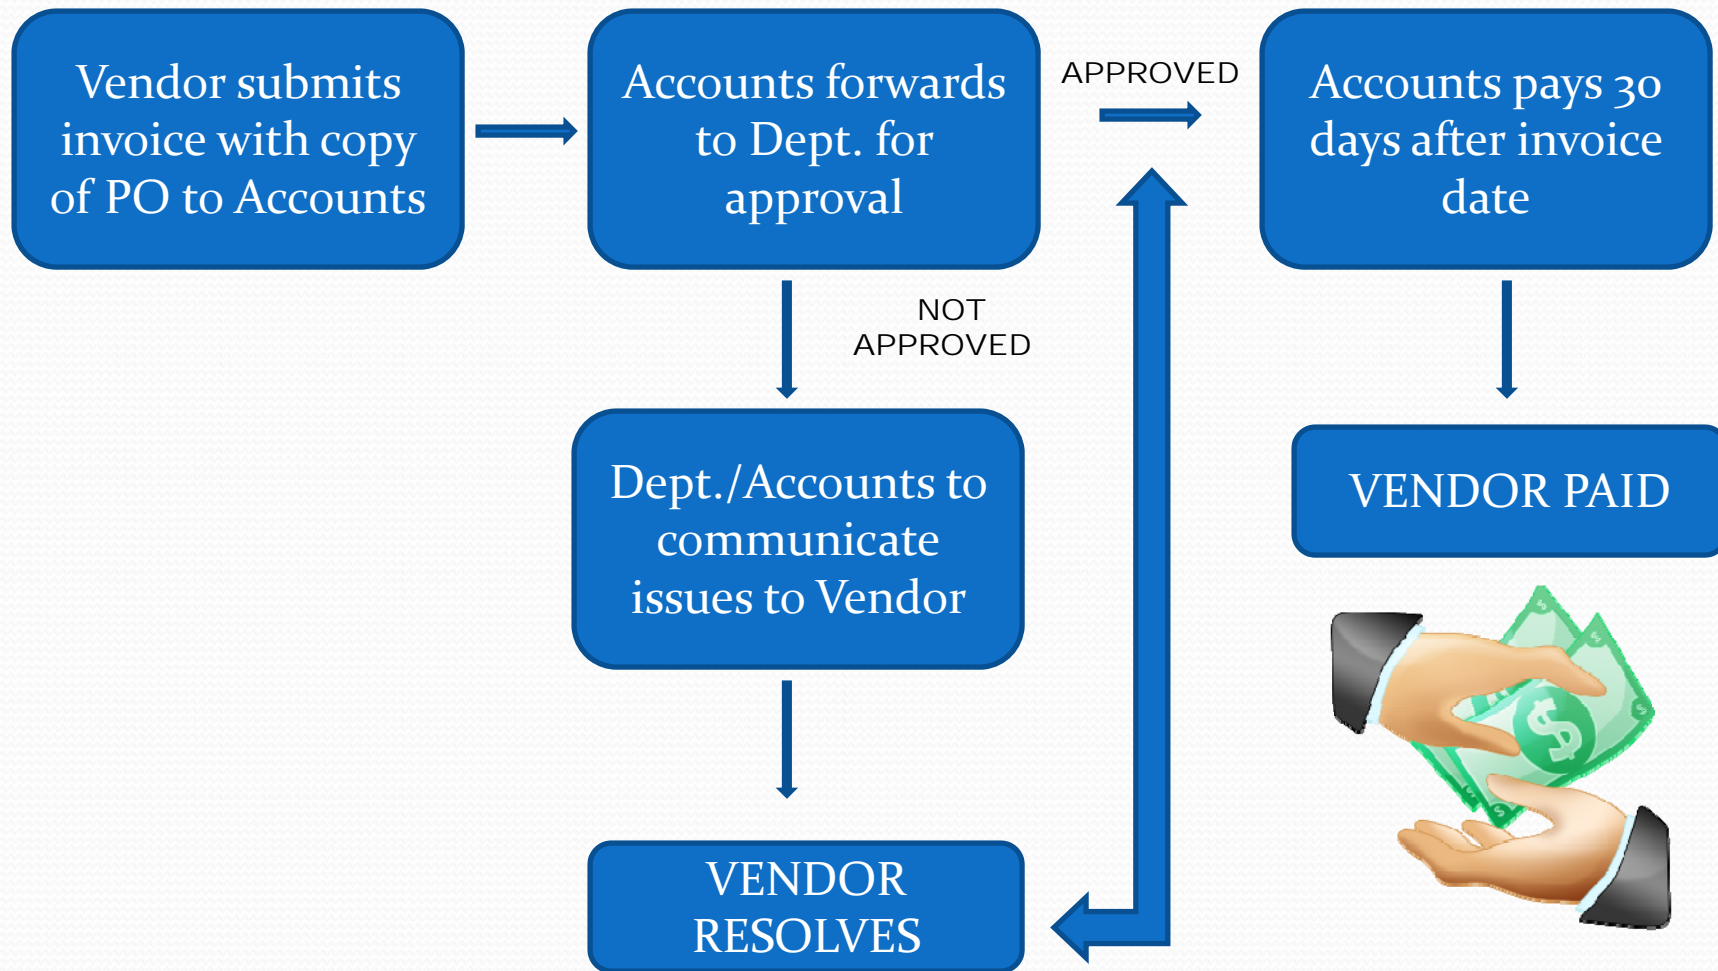 Vendor submits
invoice with copy
of PO to Accounts
Accounts forwards
to Dept. for
approval
APPROVED
Accounts pays 30
days after invoice
date
NOT
APPROVED
Dept./Accounts to
communicate
issues to Vendor
VENDOR PAID
VENDOR
RESOLVES
$
$
$
$
$
$
$